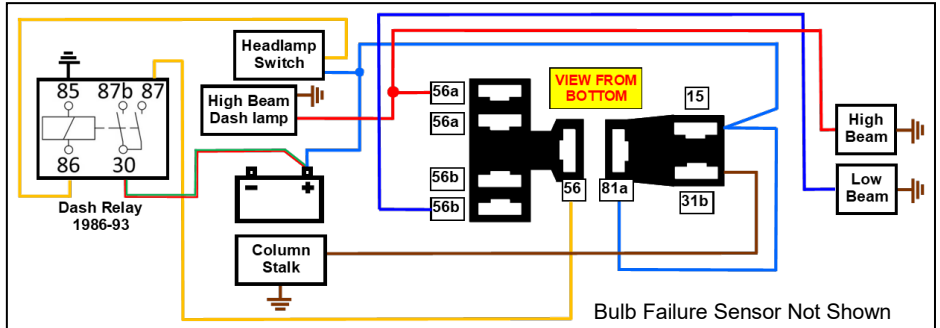 Headlamp
Switch
High Beam
Dash lamp
85 87b 87
86 30
Dash Relay
1986-93
- +
Column
Stalk
56a
56a
56b
56b
VIEW FROM
BOTTOM
56
81a
15
31b
High
Beam
Low
Beam
Bulb Failure Sensor Not Shown